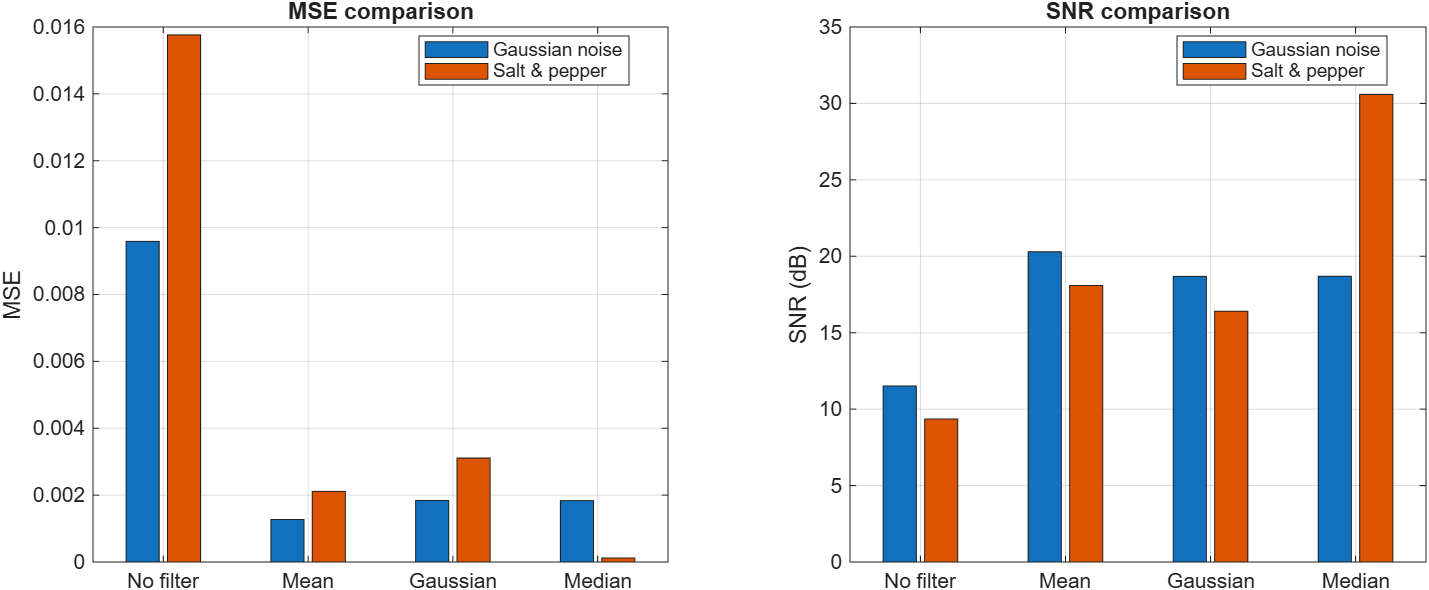 MSE comparison
0.016
0.014
0.012
0.01
0.008
0.006
0.004
0.002
0
MSE
Gaussian noise
Salt & pepper
No filter
Mean
Gaussian
Median
SNR comparison
35
30
25
20
15
10
5
0
SNR (dB)
Gaussian noise
Salt & pepper
No filter
Mean
Gaussian
Median